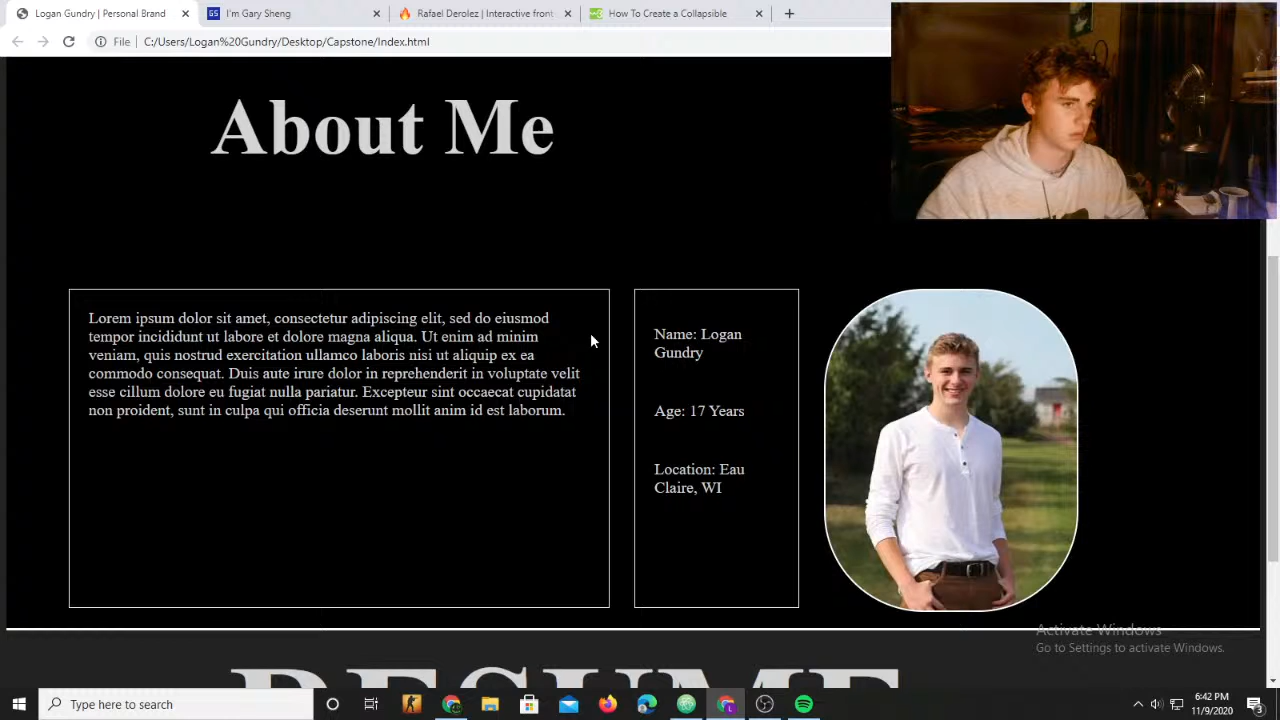 Logan Gundry | Personal Brand
I'm Gary Sheng
Rafael Derolez | Interactive front
How To Create a Collapsible
File
C:/Users/Logan%20Gundry/Desktop/Capstone/Index.html
About Me
Lorem ipsum dolor sit amet, consectetur adipiscing elit, sed do eiusmod
tempor incididunt ut labore et dolore magna aliqua. Ut enim ad minim
veniam, quis nostrud exercitation ullamco laboris nisi ut aliquip ex ea
commodo consequat. Duis aute irure dolor in reprehenderit in voluptate velit
esse cillum dolore eu fugiat nulla pariatur. Excepteur sint occaecat cupidatat
non proident, sunt in culpa qui officia deserunt mollit anim id est laborum.
Name: Logan
Gundry
Age: 17 Years
Location: Eau
Claire, WI
Activate Windows
Go to Settings to activate Windows.
RESUME
Type here to search
6:42 PM
11/9/2020
3